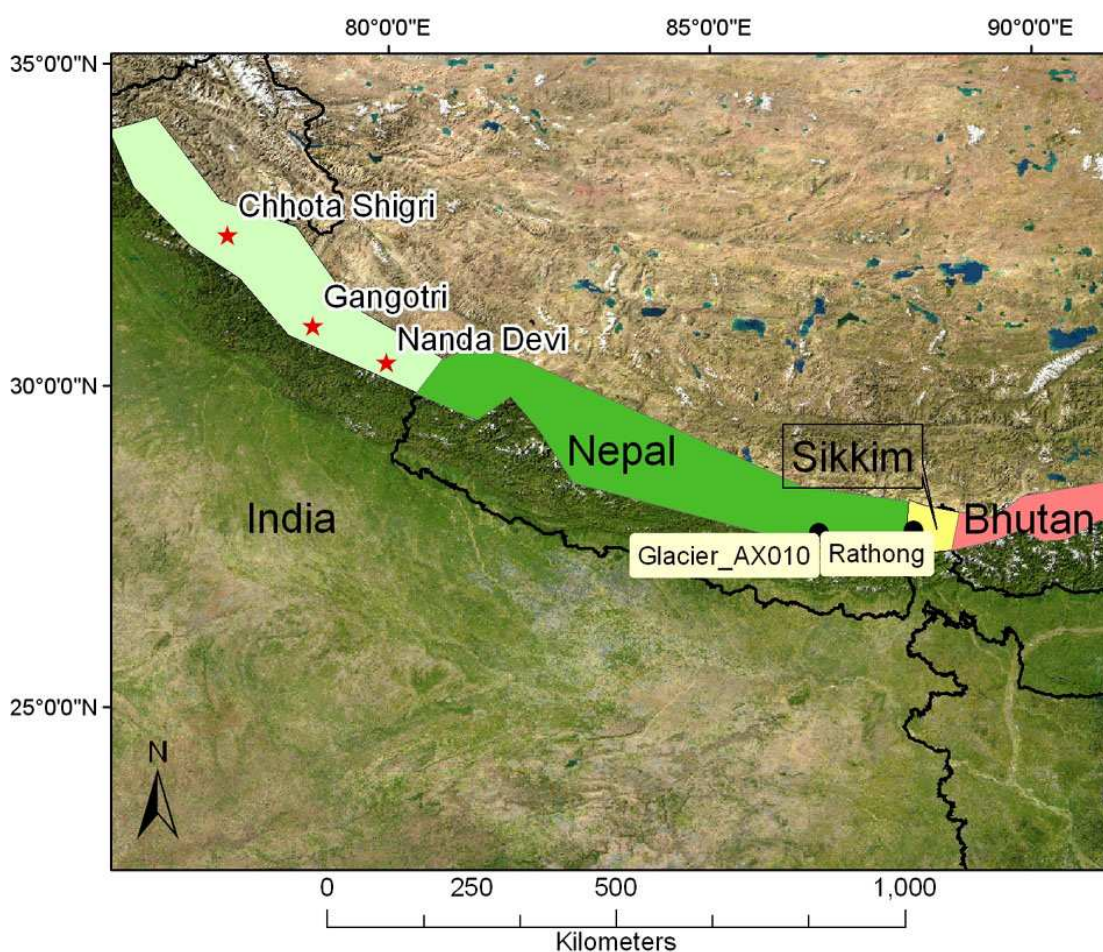 80°0'0"E
85°0'0"E
90°0'0"E
35°0'0"N
Chhota Shigri
Gangotri
Nanda Devi
30°0'0"N
Nepal
Sikkim
India
Bhutan
Glacier_AX010
Rathong
25°0'0"N
N
0 250 500 1,000
Kilometers